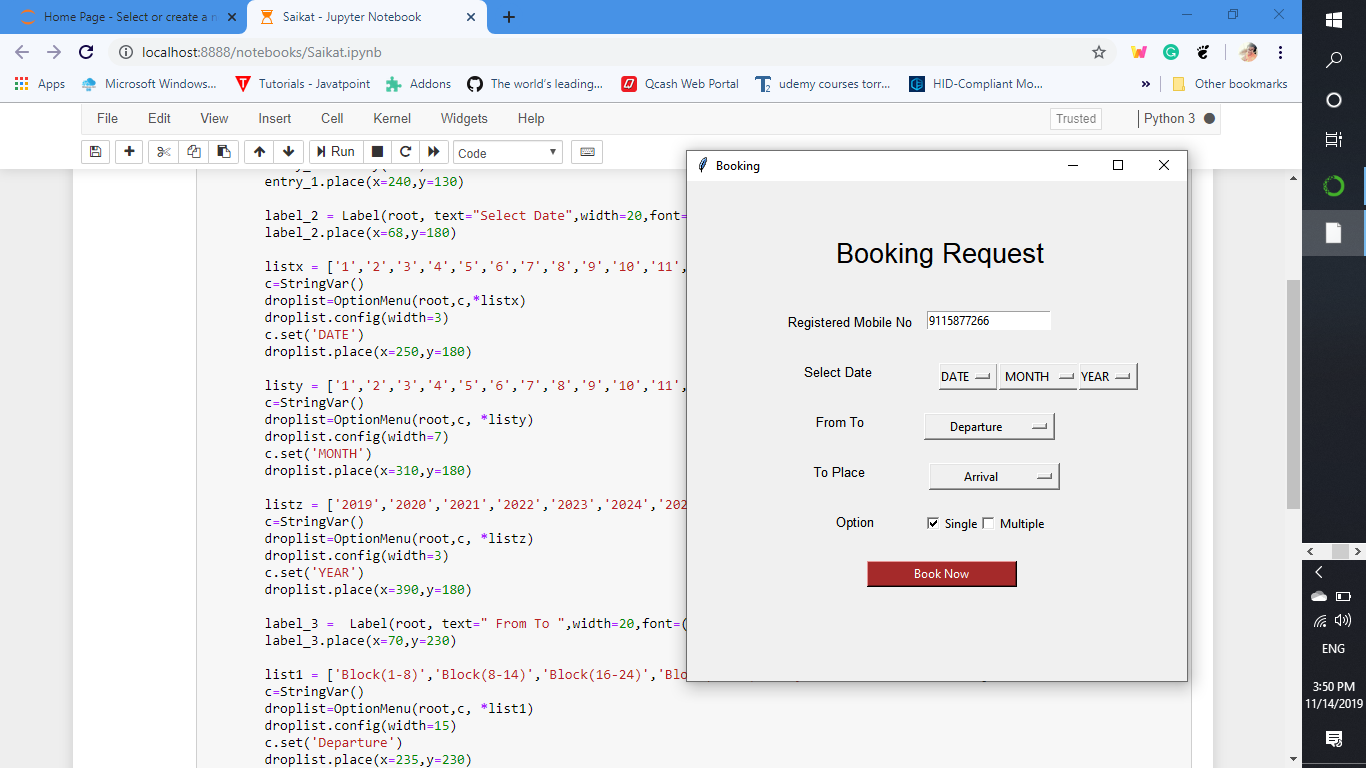 Home Page - Select or create a n
Saikat - Jupyter Notebook
localhost:8888/notebooks/Saikat.ipynb
Apps
Microsoft Windows...
Tutorials - Javatpoint
Addons
The world's leading...
Qcash Web Portal
udemy courses torr...
HID-Compliant Mo...
»
Other bookmarks
File Edit View Insert Cell Kernel Widgets Help
Trusted
Python 3
Run
Code
entry_1.place(x=240,y=130)
label_2 = Label(root, text="Select Date",width=20,font=
label_2.place(x=68,y=180)
listx = ['1','2','3','4','5','6','7','8','9','10','11',
c=StringVar()
droplist=OptionMenu(root,c,*listx)
droplist.config(width=3)
c.set('DATE')
droplist.place(x=250,y=180)
listy = ['1','2','3','4','5','6','7','8','9','10','11',
c=StringVar()
droplist=OptionMenu(root,c, *listy)
droplist.config(width=7)
c.set('MONTH')
droplist.place(x=310,y=180)
listz = ['2019','2020','2021','2022','2023','2024','202
c=StringVar()
droplist=OptionMenu(root,c, *listz)
droplist.config(width=3)
c.set('YEAR')
droplist.place(x=390,y=180)
label_3 =  Label(root, text=" From To ",width=20,font=(
label_3.place(x=70,y=230)
list1 = ['Block(1-8)','Block(8-14)','Block(16-24)','Blo
c=StringVar()
droplist=OptionMenu(root,c, *list1)
droplist.config(width=15)
c.set('Departure')
droplist.place(x=235,y=230)
Booking
Booking Request
Registered Mobile No 9115877266
Select Date DATE MONTH YEAR
From To Departure
To Place Arrival
Option Single Multiple
Book Now
ENG
3:50 PM
11/14/2019